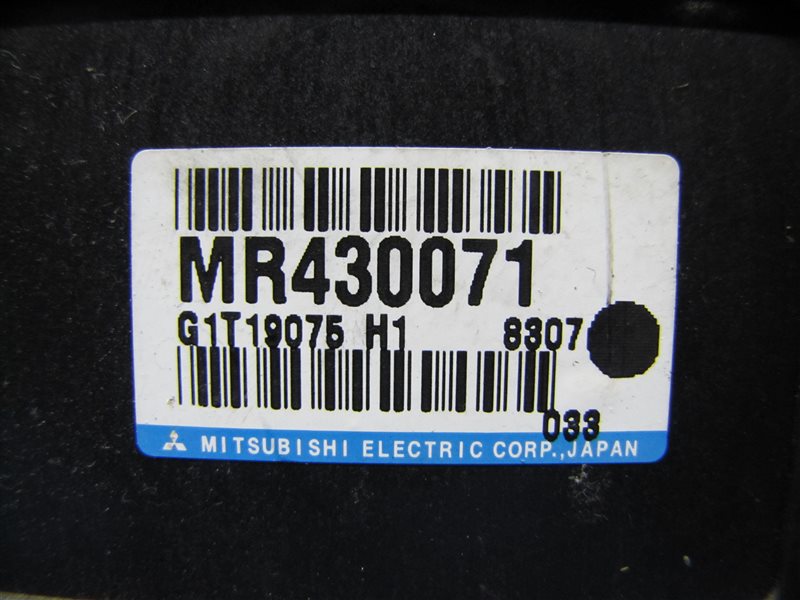 MR430071
G1T19075 H1 8307
033
MITSUBISHI ELECTRIC CORP.,JAPAN